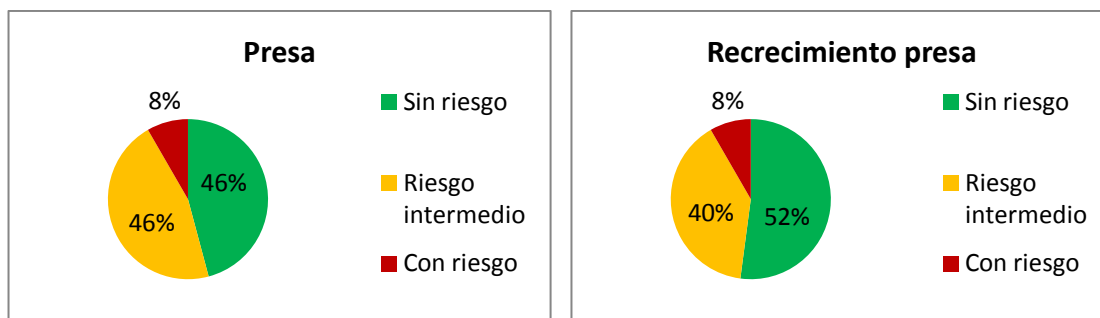 Presa
8%
46%
46%
Sin riesgo
Riesgo
intermedio
Con riesgo
Recrecimiento presa
8%
40%
52%
Sin riesgo
Riesgo
intermedio
Con riesgo